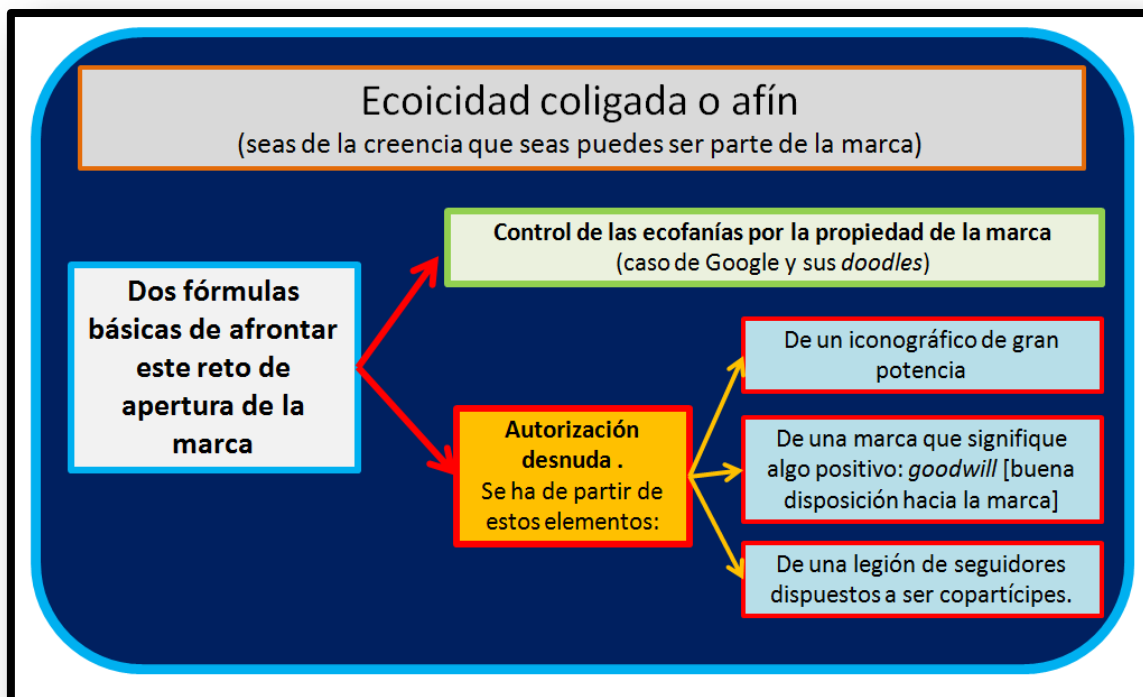 Ecoicidad coligada o afín
(seas de la creencia que seas puedes ser parte de la marca)
Control de las ecofanías por la propiedad de la marca
(caso de Google y sus doodles)
Dos fórmulas
básicas de afrontar
este reto de
apertura de la
marca
Autorización
desnuda .
Se ha de partir de
estos elementos:
De un iconográfico de gran
potencia
De una marca que signifique
algo positivo: goodwill [buena
disposición hacia la marca]
De una legión de seguidores
dispuestos a ser copartícipes.